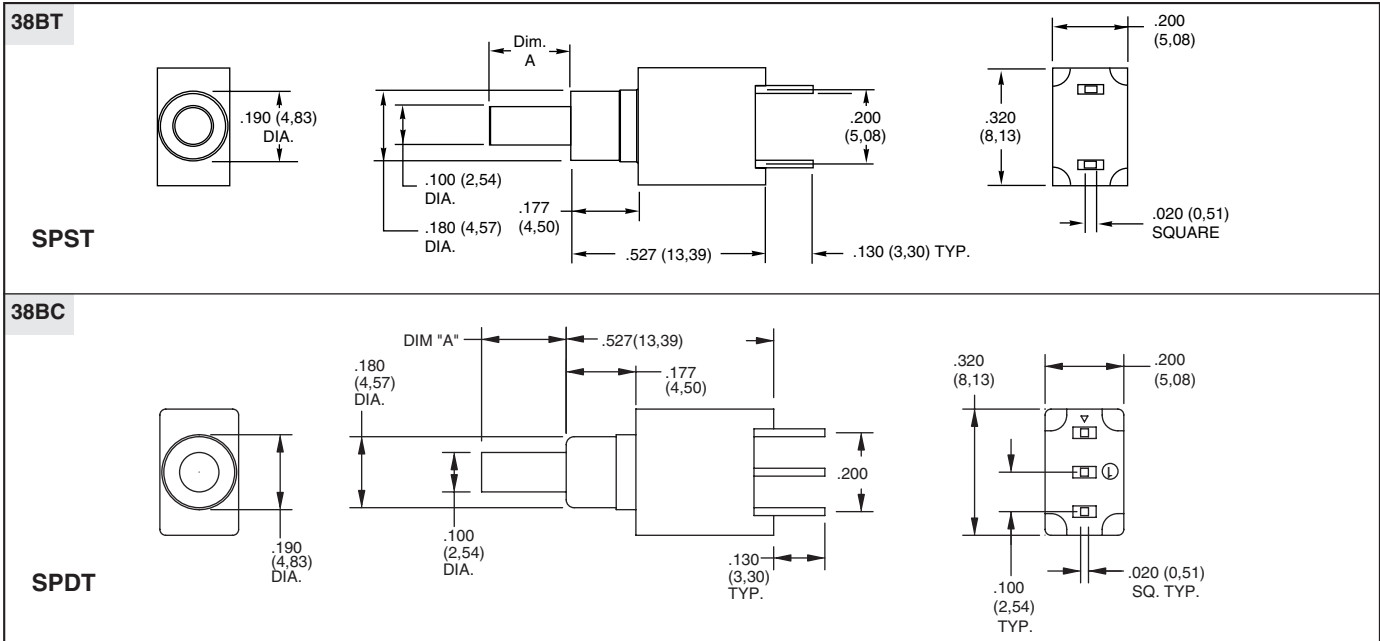 38BT
Dim.
A
.190 (4,83)
DIA.
.100 (2,54)
DIA.
.180 (4,57)
DIA.
.177
(4,50)
.527 (13,39)
.200
(5,08)
.130 (3,30) TYP.
.200
(5,08)
.320
(8,13)
.020 (0,51)
SQUARE
SPST
38BC
DIM "A"
.527(13,39)
.180
(4,57)
DIA.
.177
(4,50)
.190
(4,83)
DIA.
.100
(2,54)
DIA.
.200
.130
(3,30)
TYP.
.320
(8,13)
.200
(5,08)
1
.100
(2,54)
TYP.
.020 (0,51)
SQ. TYP.
SPDT